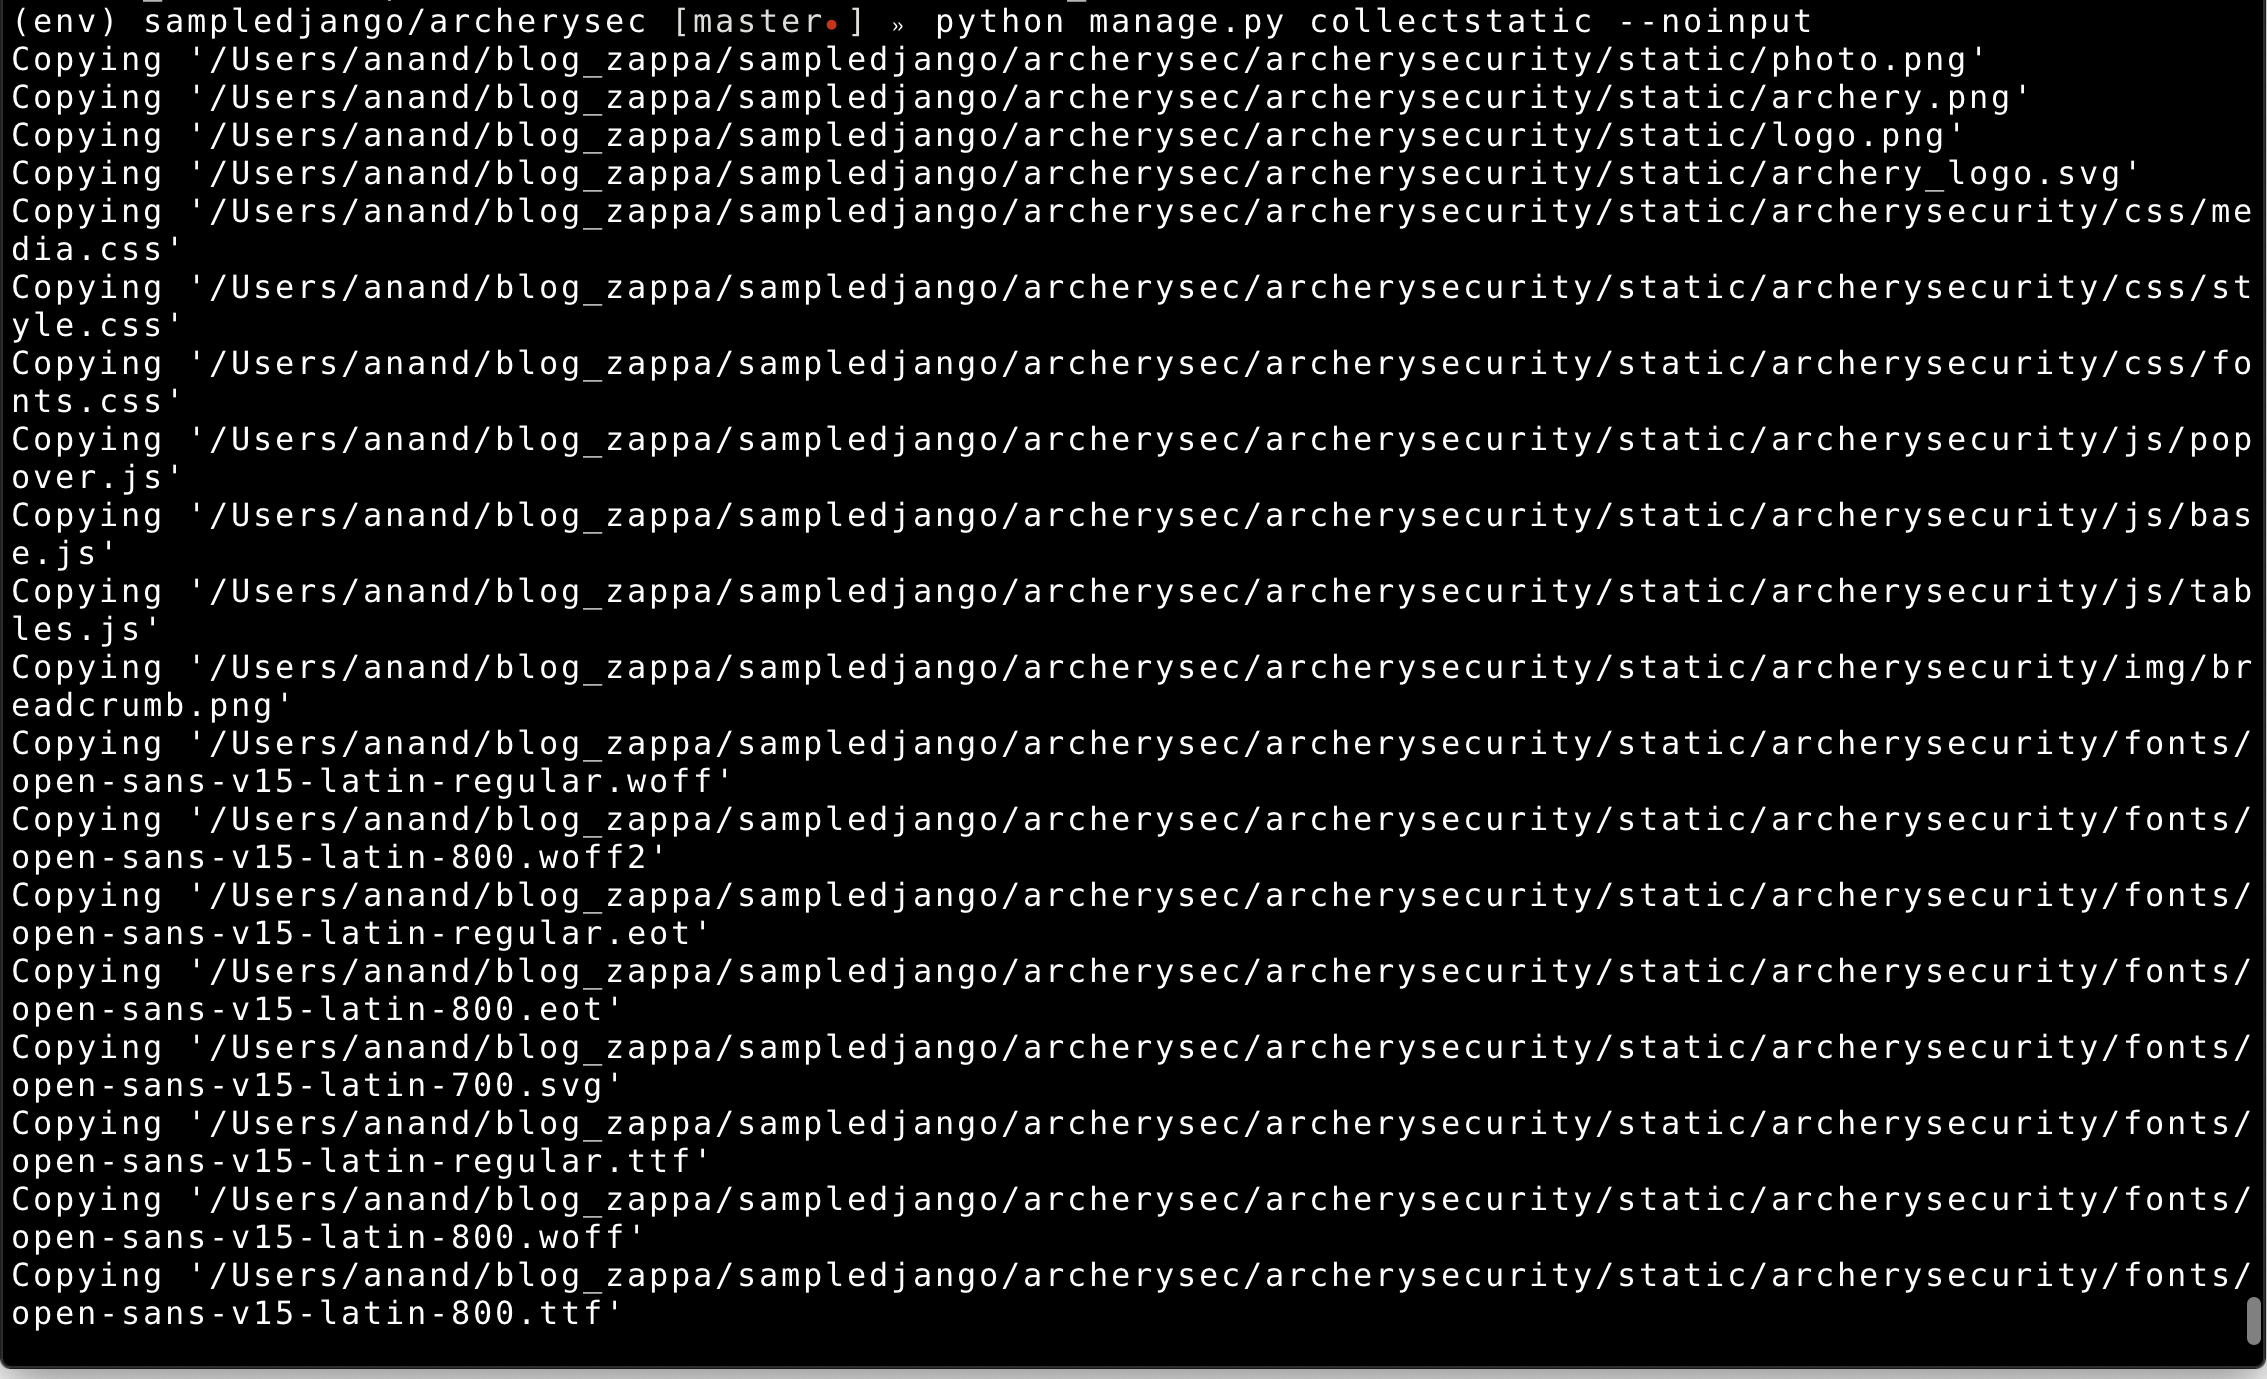 (env) sampledjango/archerysec [master•] » python manage.py collectstatic --noinput
Copying '/Users/anand/blog_zappa/sampledjango/archerysec/archerysecurity/static/photo.png'
Copying '/Users/anand/blog_zappa/sampledjango/archerysec/archerysecurity/static/archery.png'
Copying '/Users/anand/blog_zappa/sampledjango/archerysec/archerysecurity/static/logo.png'
Copying '/Users/anand/blog_zappa/sampledjango/archerysec/archerysecurity/static/archery_logo.svg'
Copying '/Users/anand/blog_zappa/sampledjango/archerysec/archerysecurity/static/archerysecurity/css/me
dia.css'
Copying '/Users/anand/blog_zappa/sampledjango/archerysec/archerysecurity/static/archerysecurity/css/st
yle.css'
Copying '/Users/anand/blog_zappa/sampledjango/archerysec/archerysecurity/static/archerysecurity/css/fo
nts.css'
Copying '/Users/anand/blog_zappa/sampledjango/archerysec/archerysecurity/static/archerysecurity/js/pop
over.js'
Copying '/Users/anand/blog_zappa/sampledjango/archerysec/archerysecurity/static/archerysecurity/js/bas
e.js'
Copying '/Users/anand/blog_zappa/sampledjango/archerysec/archerysecurity/static/archerysecurity/js/tab
les.js'
Copying '/Users/anand/blog_zappa/sampledjango/archerysec/archerysecurity/static/archerysecurity/img/br
eadcrumb.png'
Copying '/Users/anand/blog_zappa/sampledjango/archerysec/archerysecurity/static/archerysecurity/fonts/
open-sans-v15-latin-regular.woff'
Copying '/Users/anand/blog_zappa/sampledjango/archerysec/archerysecurity/static/archerysecurity/fonts/
open-sans-v15-latin-800.woff2'
Copying '/Users/anand/blog_zappa/sampledjango/archerysec/archerysecurity/static/archerysecurity/fonts/
open-sans-v15-latin-regular.eot'
Copying '/Users/anand/blog_zappa/sampledjango/archerysec/archerysecurity/static/archerysecurity/fonts/
open-sans-v15-latin-800.eot'
Copying '/Users/anand/blog_zappa/sampledjango/archerysec/archerysecurity/static/archerysecurity/fonts/
open-sans-v15-latin-700.svg'
Copying '/Users/anand/blog_zappa/sampledjango/archerysec/archerysecurity/static/archerysecurity/fonts/
open-sans-v15-latin-regular.ttf'
Copying '/Users/anand/blog_zappa/sampledjango/archerysec/archerysecurity/static/archerysecurity/fonts/
open-sans-v15-latin-800.woff'
Copying '/Users/anand/blog_zappa/sampledjango/archerysec/archerysecurity/static/archerysecurity/fonts/
open-sans-v15-latin-800.ttf'